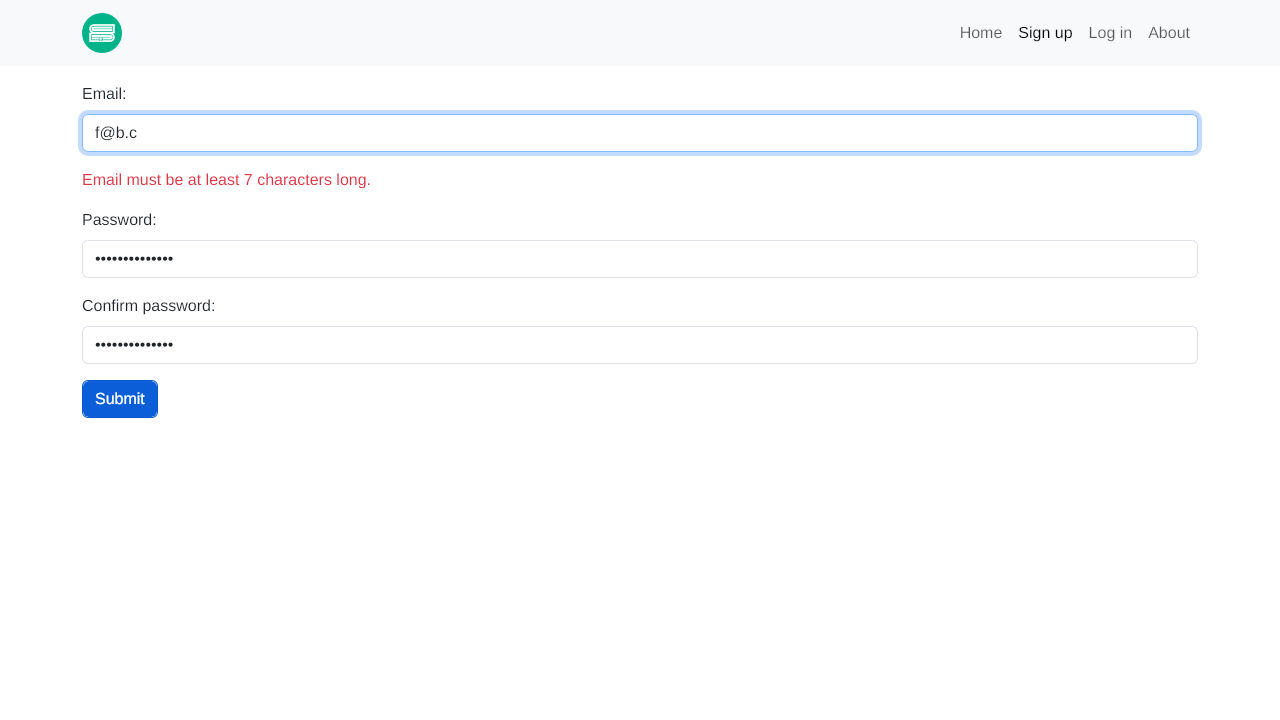 Home Sign up Log in About
Email:
f@b.c
Email must be at least 7 characters long.
Password:
••••••••••••••
Confirm password:
••••••••••••••
Submit